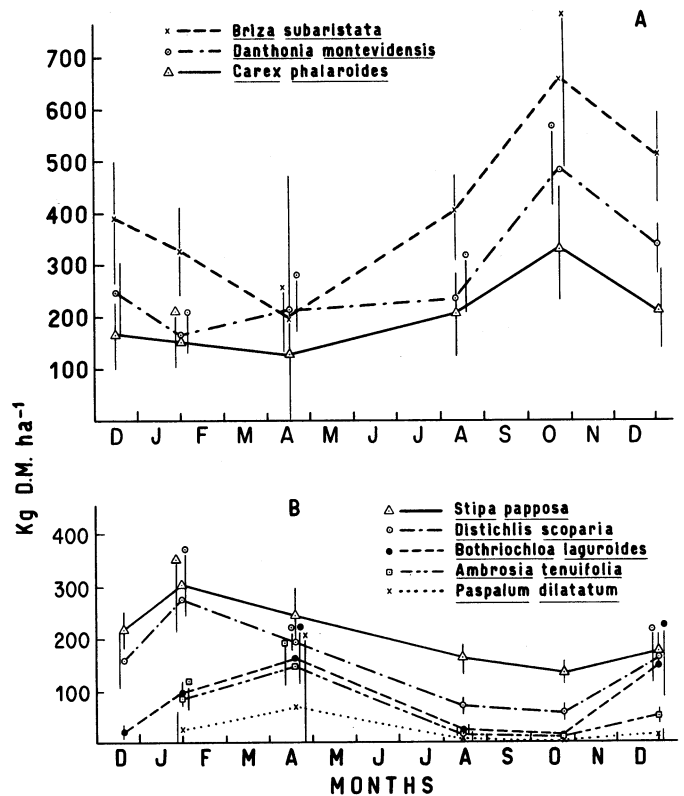 A
Briza subaristata
Danthonia montevidensis
Carex phalaroides
700
600
500
400
300
200
100
D J F M A M J J A S O N D
Kg D.M. ha⁻¹
B
Stipa papposa
Distichlis scoparia
Bothriochloa laguroides
Ambrosia tenuifolia
Paspalum dilatatum
400
300
200
100
D J F M A M J J A S O N D
MONTHS